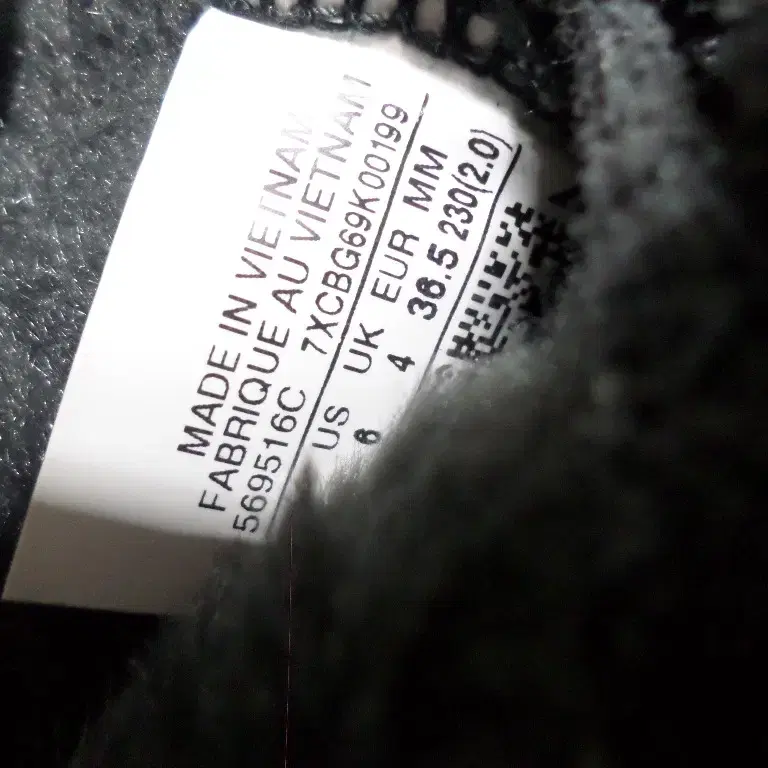 MADE IN VIETNAM
FABRIQUE AU VIETNAM
569516C 7XCBG69K00199
US UK EUR MM
6 4 36.5 230(2.0)